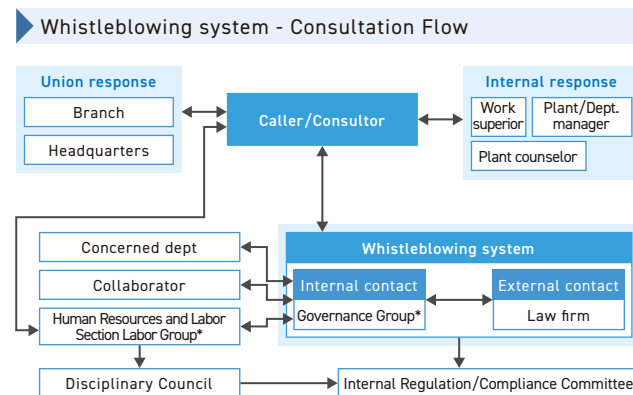 Whistleblowing system - Consultation Flow
Union response
Branch
Headquarters
Caller/Consultor
Internal response
Work
superior
Plant/Dept.
manager
Plant counselor
Concerned dept
Collaborator
Human Resources and Labor
Section Labor Group*
Whistleblowing system
Internal contact
Governance Group*
External contact
Law firm
Disciplinary Council
Internal Regulation/Compliance Committee